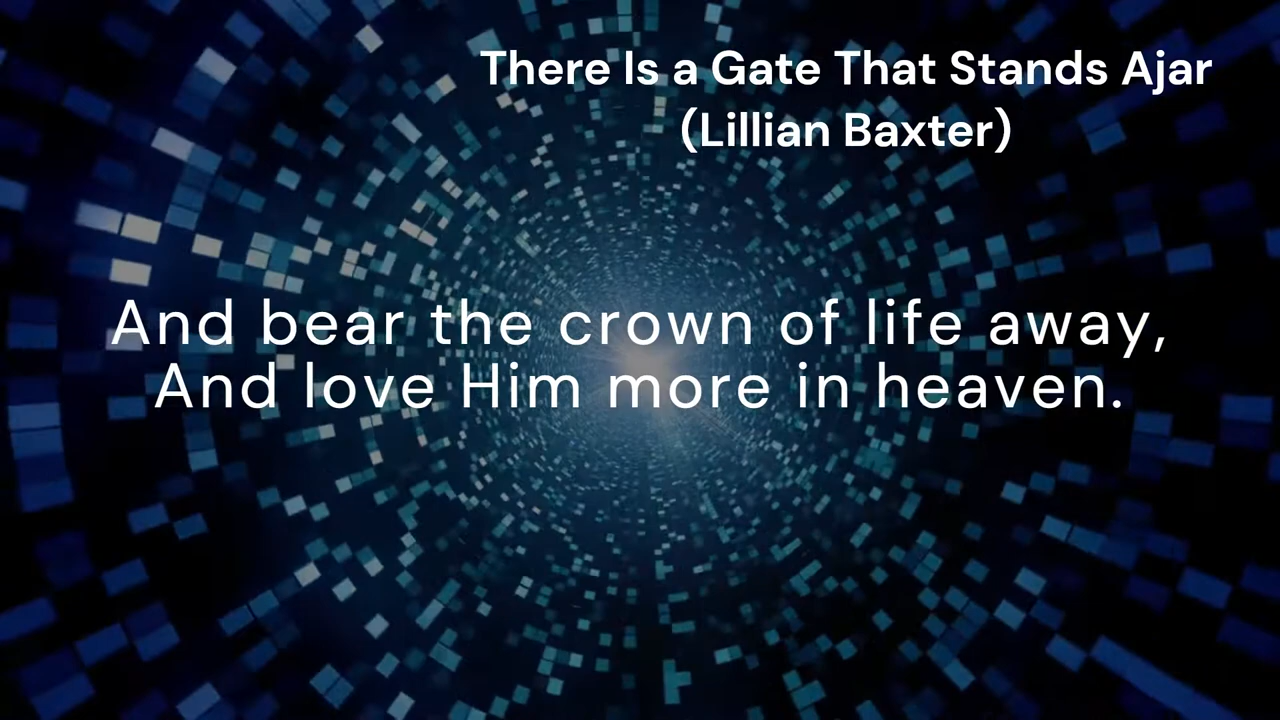 There Is a Gate That Stands Ajar
(Lillian Baxter)
And bear the crown of life away,
And love Him more in heaven.